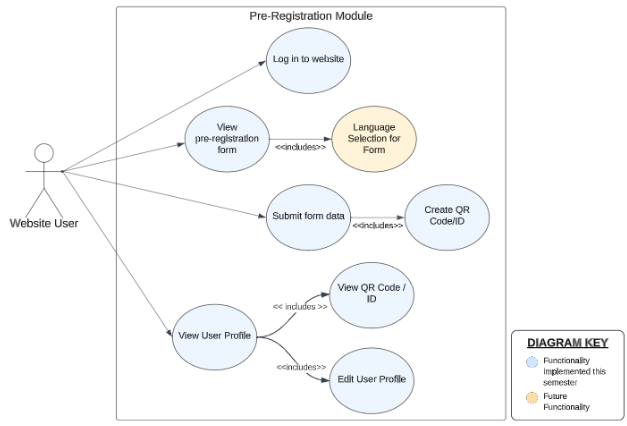 Pre-Registration Module
Log in to website
View
pre-registration
form
<<includes>>
Language
Selection for
Form
Website User
Submit form data
<<includes>>
Create QR
Code/ID
View User Profile
<< includes >>
View QR Code /
ID
<<includes>>
Edit User Profile
DIAGRAM KEY
Functionality
implemented this
semester
Future
Functionality